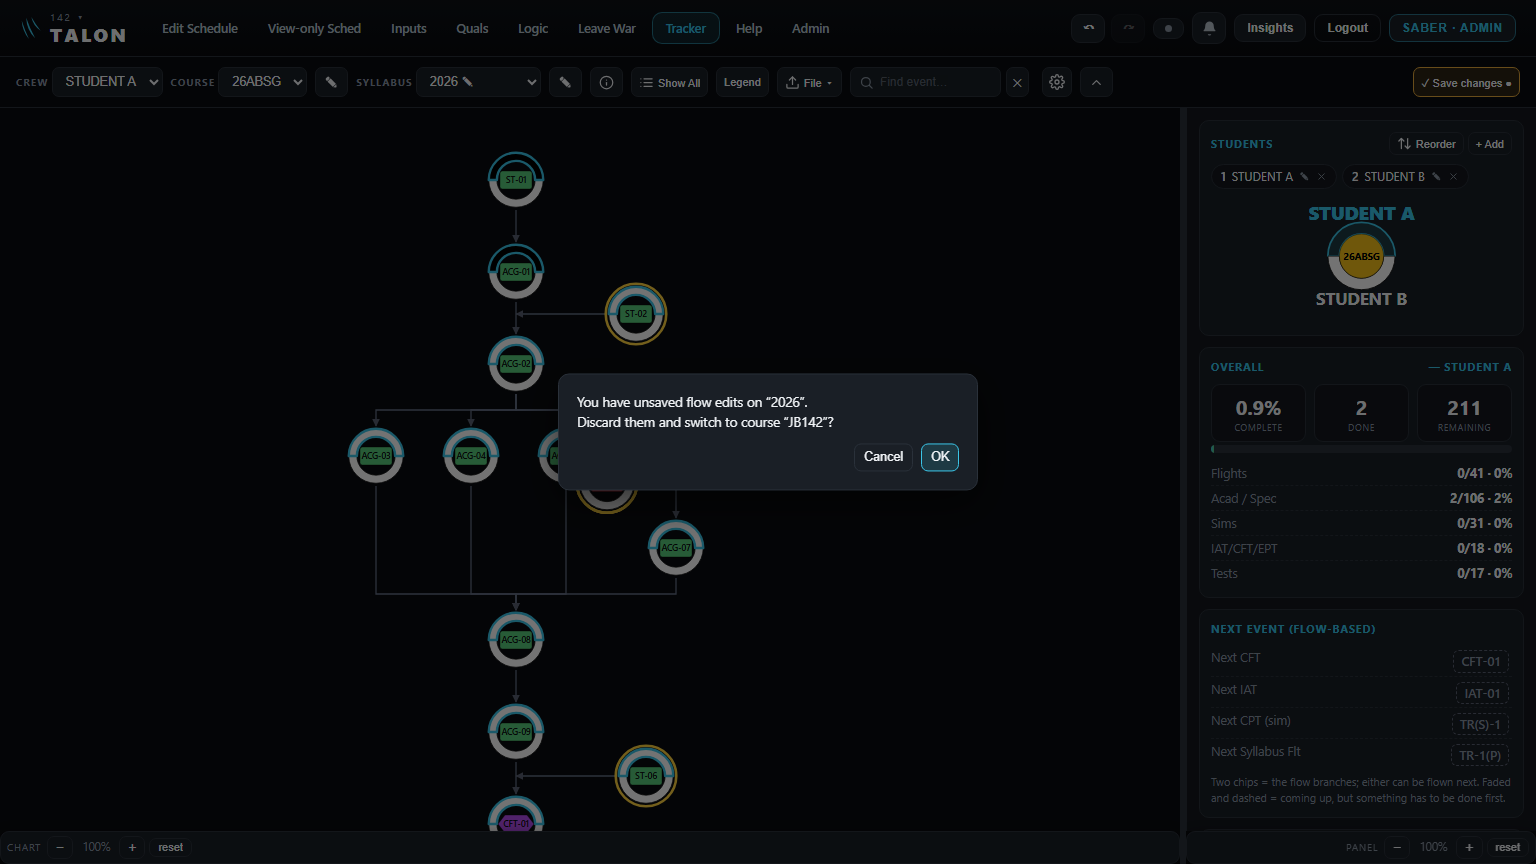 142
TALON
Edit Schedule
View-only Sched
Inputs
Quals
Logic
Leave War
Tracker
Help
Admin
Insights
Logout
SABER · ADMIN
CREW STUDENT A
COURSE 26ABSG
SYLLABUS 2026
Show All
Legend
File
Find event...
✓ Save changes •
ST-01
ACG-01
ST-02
ACG-02
ACG-03
ACG-04
ACG-07
ACG-08
ACG-09
ST-06
CFT-01
You have unsaved flow edits on “2026”.
Discard them and switch to course “JB142”?
Cancel
OK
STUDENTS
Reorder
+ Add
1 STUDENT A
2 STUDENT B
STUDENT A
26ABSG
STUDENT B
OVERALL
— STUDENT A
0.9%
COMPLETE
2
DONE
211
REMAINING
Flights 0/41 · 0%
Acad / Spec 2/106 · 2%
Sims 0/31 · 0%
IAT/CFT/EPT 0/18 · 0%
Tests 0/17 · 0%
NEXT EVENT (FLOW-BASED)
Next CFT CFT-01
Next IAT IAT-01
Next CPT (sim) TR(S)-1
Next Syllabus Flt TR-1(P)
Two chips = the flow branches; either can be flown next. Faded
and dashed = coming up, but something has to be done first.
CHART − 100% + reset
PANEL − 100% + reset